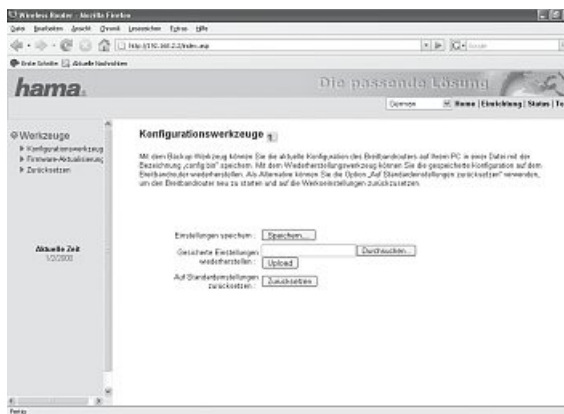 Wireless Router - Mozilla Firefox
Datei Bearbeiten Ansicht Chronik Lesezeichen Extras Hilfe
http://192.168.2.2/index.asp
Erste Schritte Aktuelle Nachrichten
hama
Die passende Lösung
German Home | Einrichtung | Status | To
Werkzeuge
Konfigurationswerkzeug
Firmware-Aktualisierung
Zurücksetzen
Aktuelle Zeit
1/2/2000
Konfigurationswerkzeuge
Mit dem Backup-Werkzeug können Sie die aktuelle Konfiguration des Breitbandrouters auf Ihrem PC in einer Datei mit der
Bezeichnung „config.bin" speichern. Mit dem Wiederherstellungswerkzeug können Sie die gespeicherte Konfiguration auf dem
Breitbandrouter wiederherstellen. Als Alternative können Sie die Option „Auf Standardeinstellungen zurücksetzen" verwenden,
um den Breitbandrouter neu zu starten und auf die Werkseinstellungen zurückzusetzen.
Einstellungen speichern : Speichern...
Gesicherte Einstellungen wiederherstellen : Durchsuchen...
Upload
Auf Standardeinstellungen zurücksetzen : Zurücksetzen
Fertig